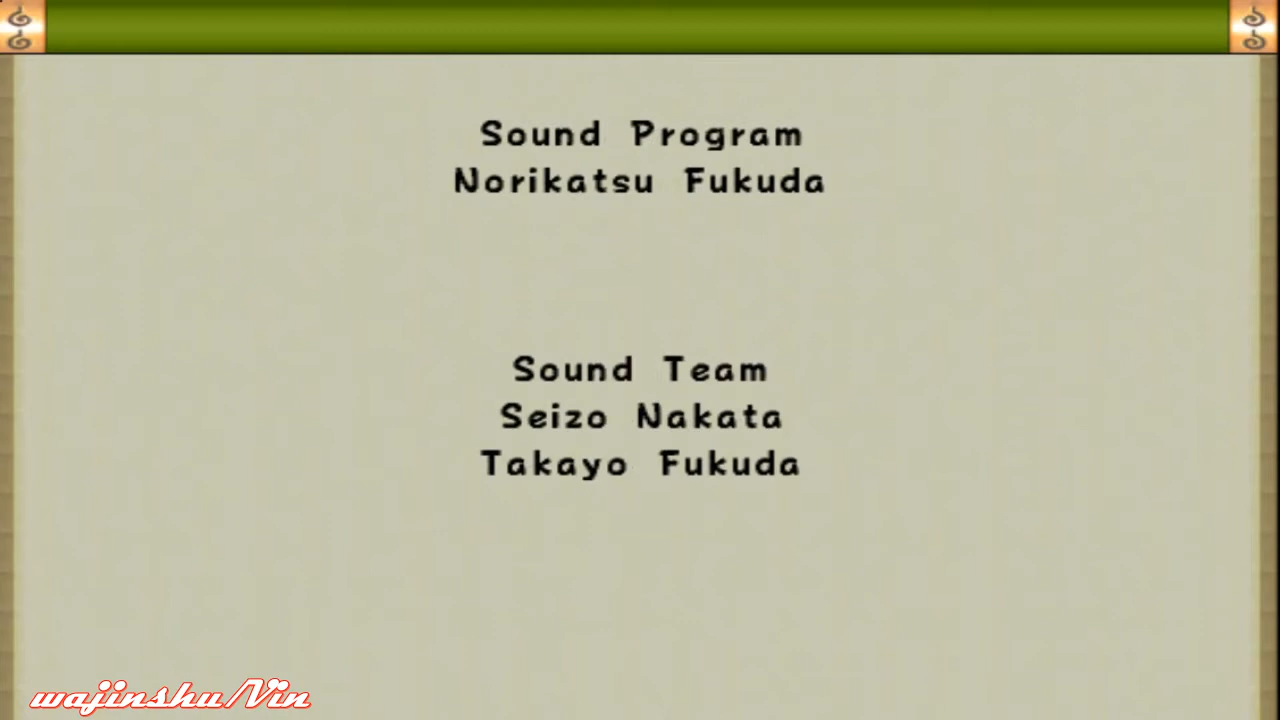 Sound Program
Norikatsu Fukuda
Sound Team
Seizo Nakata
Takayo Fukuda
wajinshu/Vin